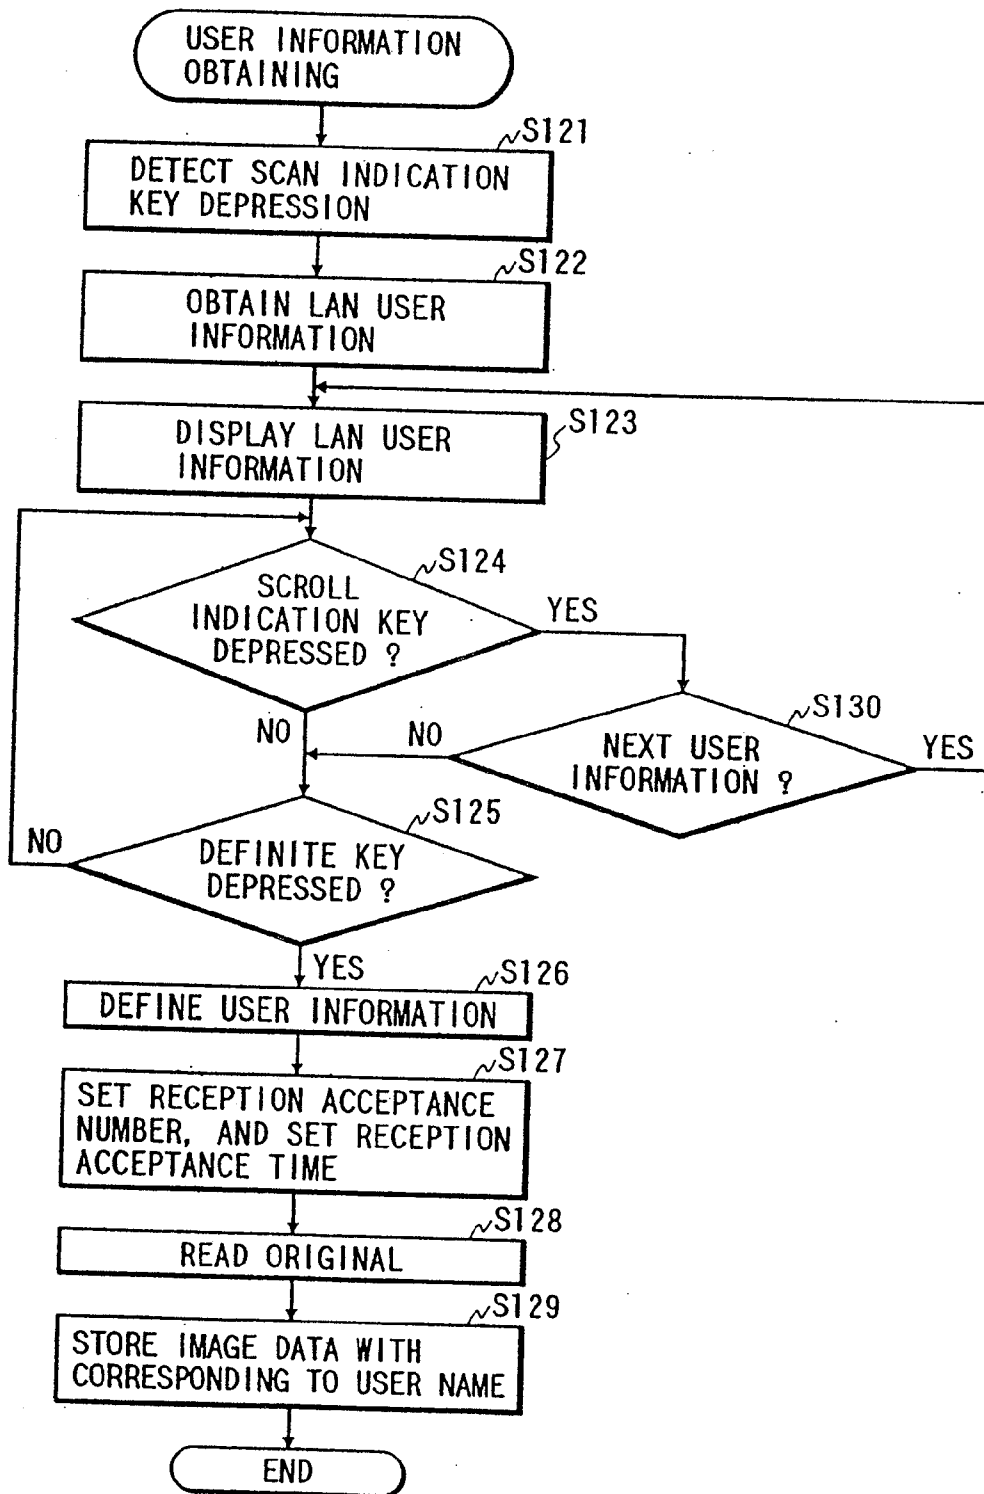 USER INFORMATION
OBTAINING
S121
DETECT SCAN INDICATION
KEY DEPRESSION
S122
OBTAIN LAN USER
INFORMATION
S123
DISPLAY LAN USER
INFORMATION
S124
SCROLL
INDICATION KEY
DEPRESSED ?
YES
NO
S130
NEXT USER
INFORMATION ?
NO
YES
S125
DEFINITE KEY
DEPRESSED ?
NO
YES
S126
DEFINE USER INFORMATION
S127
SET RECEPTION ACCEPTANCE
NUMBER, AND SET RECEPTION
ACCEPTANCE TIME
S128
READ ORIGINAL
S129
STORE IMAGE DATA WITH
CORRESPONDING TO USER NAME
END